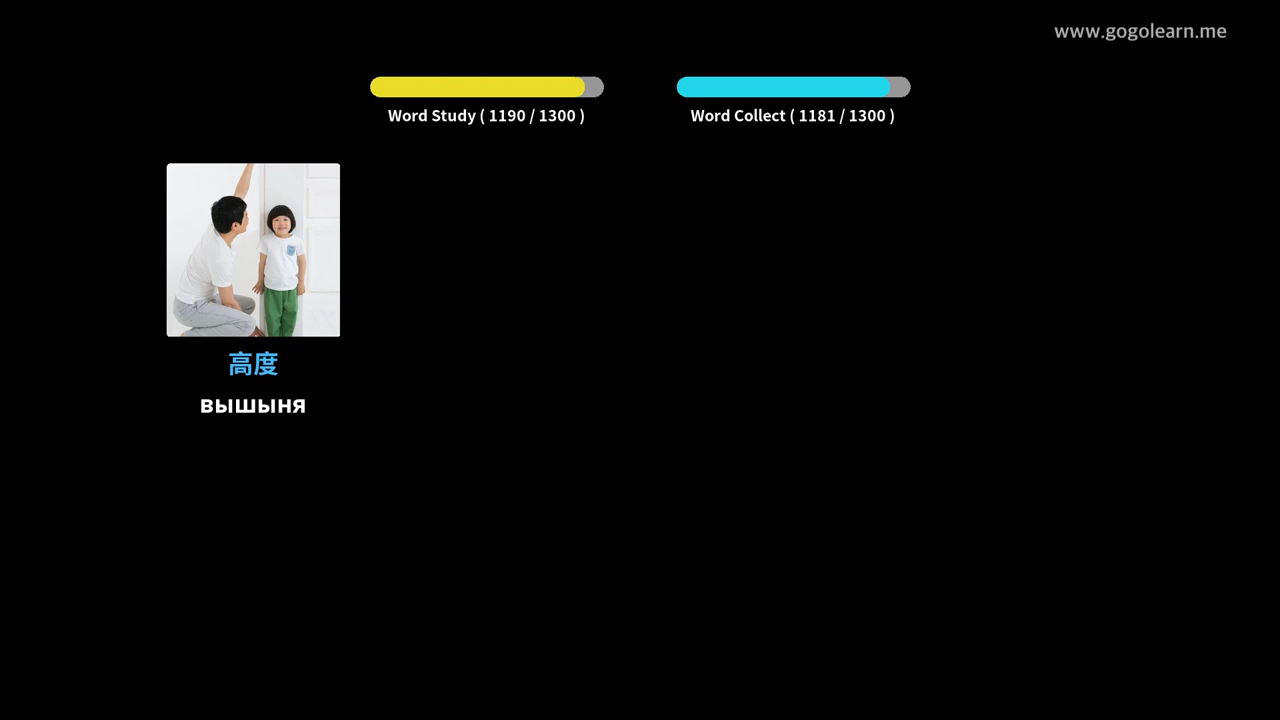 www.gogolearn.me
Word Study ( 1190 / 1300 )
Word Collect ( 1181 / 1300 )
高度
вышыня